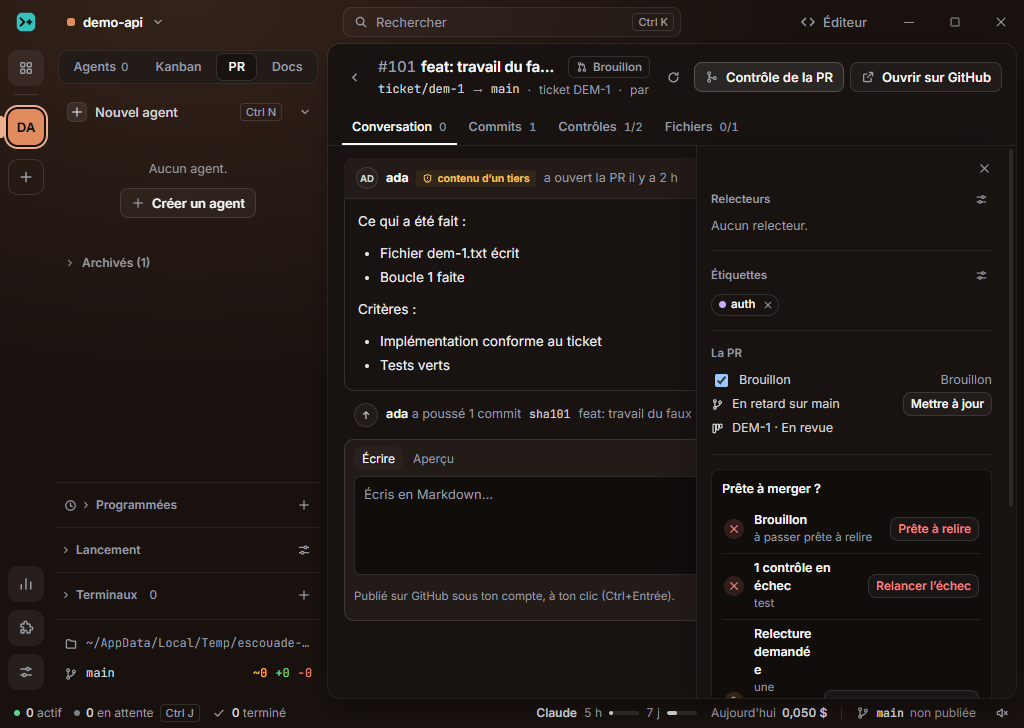 demo-api
Rechercher
Ctrl K
Éditeur
Agents 0
Kanban
PR
Docs
DA
Nouvel agent
Ctrl N
Aucun agent.
Créer un agent
Archivés (1)
Programmées
Lancement
Terminaux 0
~/AppData/Local/Temp/escouade-…
main
~0 +0 -0
#101 feat: travail du fa…
Brouillon
Contrôle de la PR
Ouvrir sur GitHub
ticket/dem-1 → main · ticket DEM-1 · par
Conversation 0
Commits 1
Contrôles 1/2
Fichiers 0/1
AD ada contenu d'un tiers a ouvert la PR il y a 2 h
Ce qui a été fait :
• Fichier dem-1.txt écrit
• Boucle 1 faite
Critères :
• Implémentation conforme au ticket
• Tests verts
ada a poussé 1 commit sha101 feat: travail du faux
Écrire
Aperçu
Écris en Markdown...
Publié sur GitHub sous ton compte, à ton clic (Ctrl+Entrée).
Relecteurs
Aucun relecteur.
Étiquettes
auth
La PR
Brouillon
Brouillon
En retard sur main
Mettre à jour
DEM-1 · En revue
Prête à merger ?
Brouillon
à passer prête à relire
Prête à relire
1 contrôle en
échec
test
Relancer l'échec
Relecture
demandé
e
une
0 actif
0 en attente
Ctrl J
0 terminé
Claude 5 h
7 j
Aujourd'hui 0,050 $
main non publiée